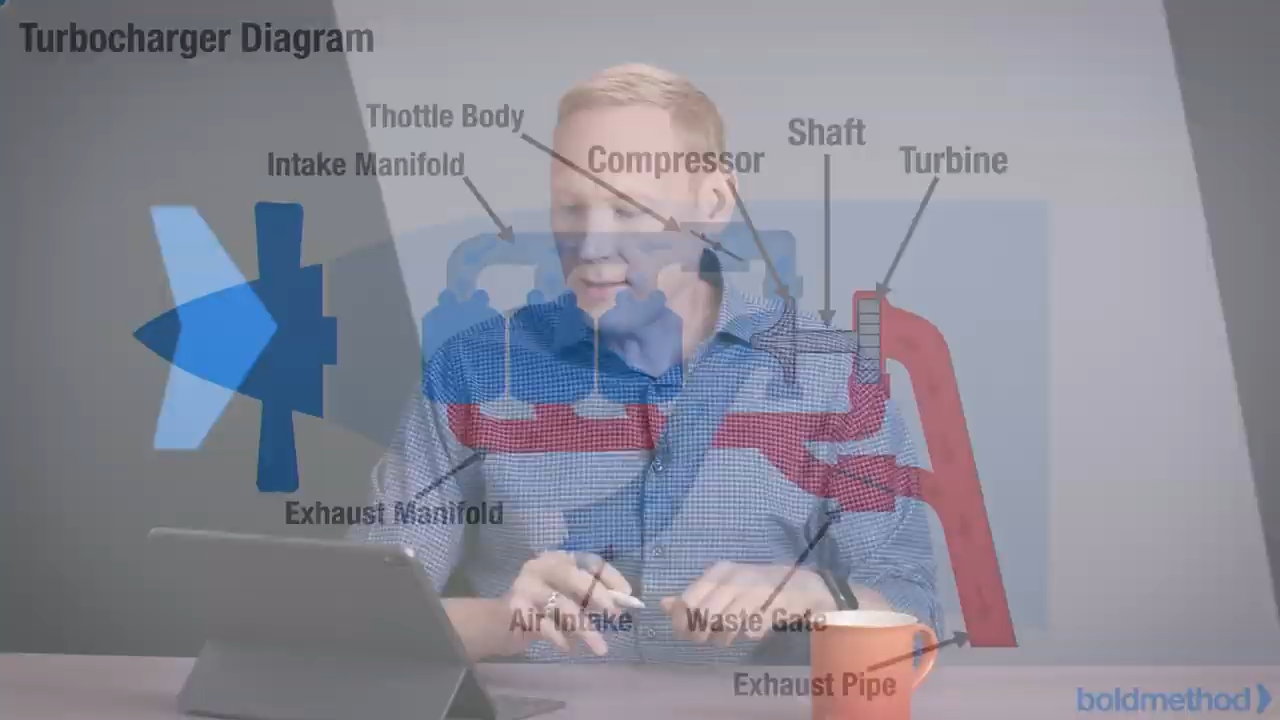 Turbocharger Diagram
Thottle Body
Intake Manifold
Compressor
Shaft
Turbine
Exhaust Manifold
Air Intake
Waste Gate
Exhaust Pipe
boldmethod